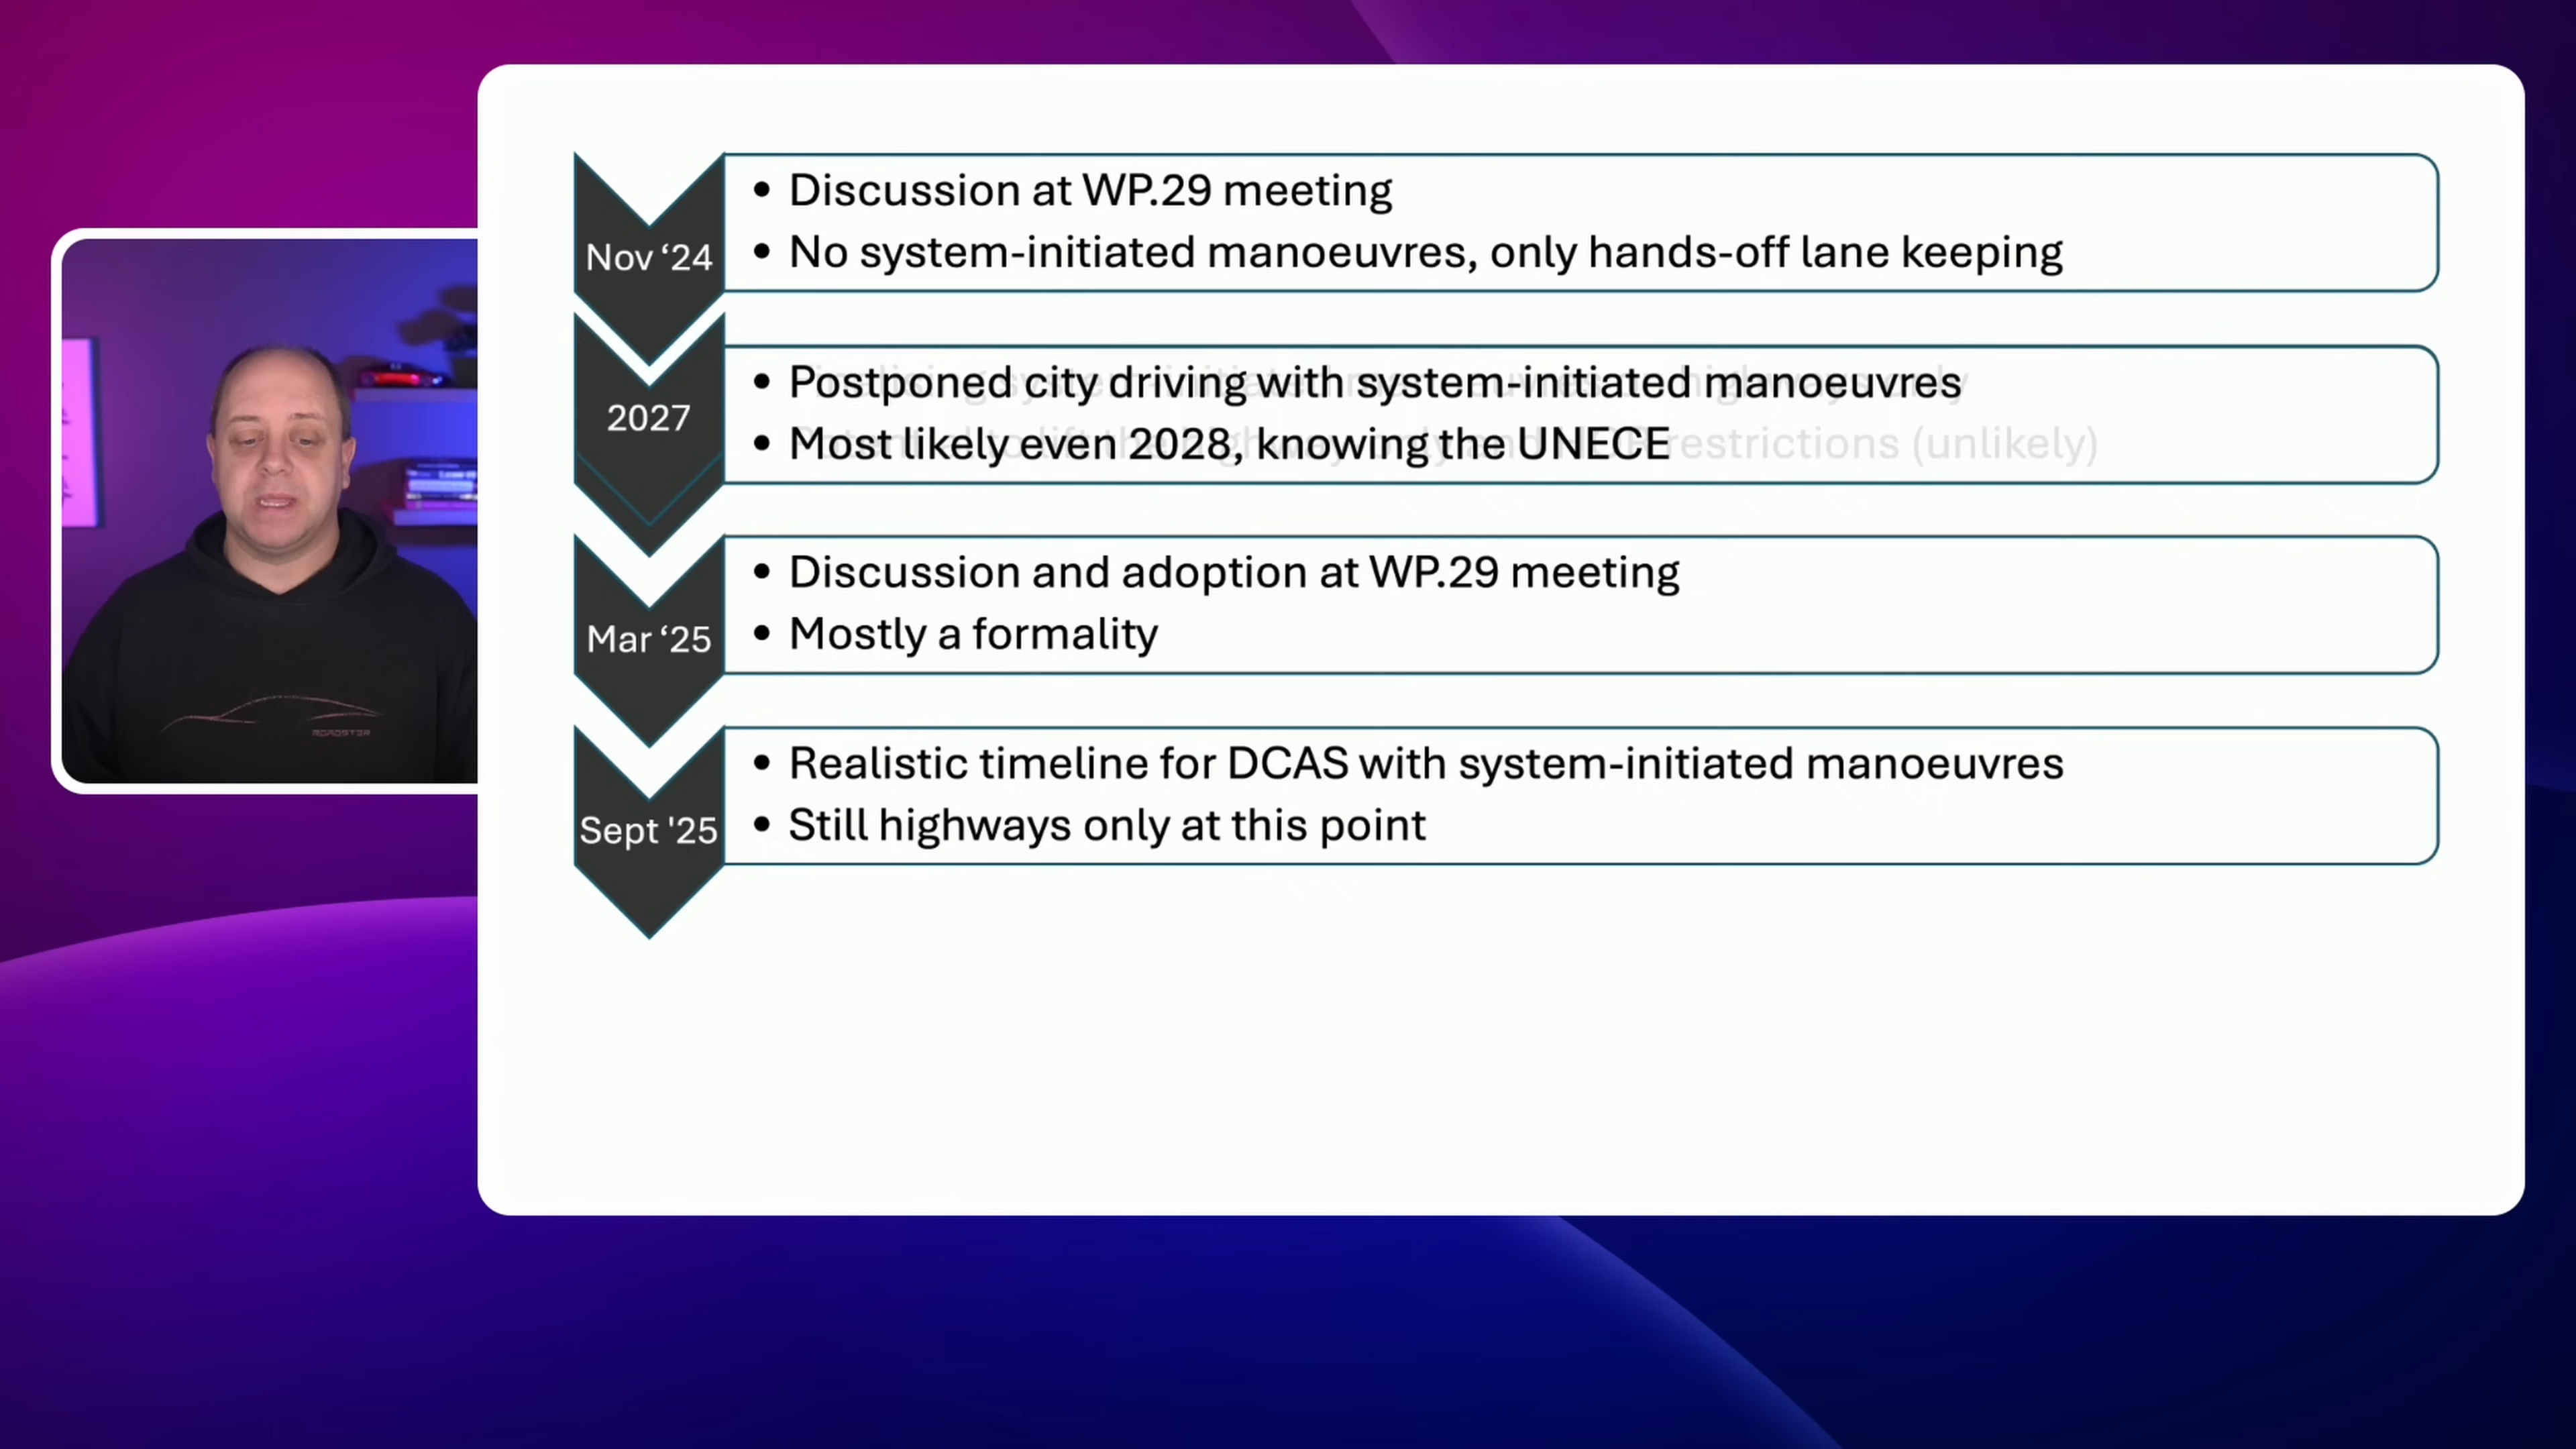 Nov ‘24
• Discussion at WP.29 meeting
• No system-initiated manoeuvres, only hands-off lane keeping
2027
• Postponed city driving with system-initiated manoeuvres
• Most likely even 2028, knowing the UNECE
restrictions (unlikely)
Mar ‘25
• Discussion and adoption at WP.29 meeting
• Mostly a formality
Sept '25
• Realistic timeline for DCAS with system-initiated manoeuvres
• Still highways only at this point
ROADSTER